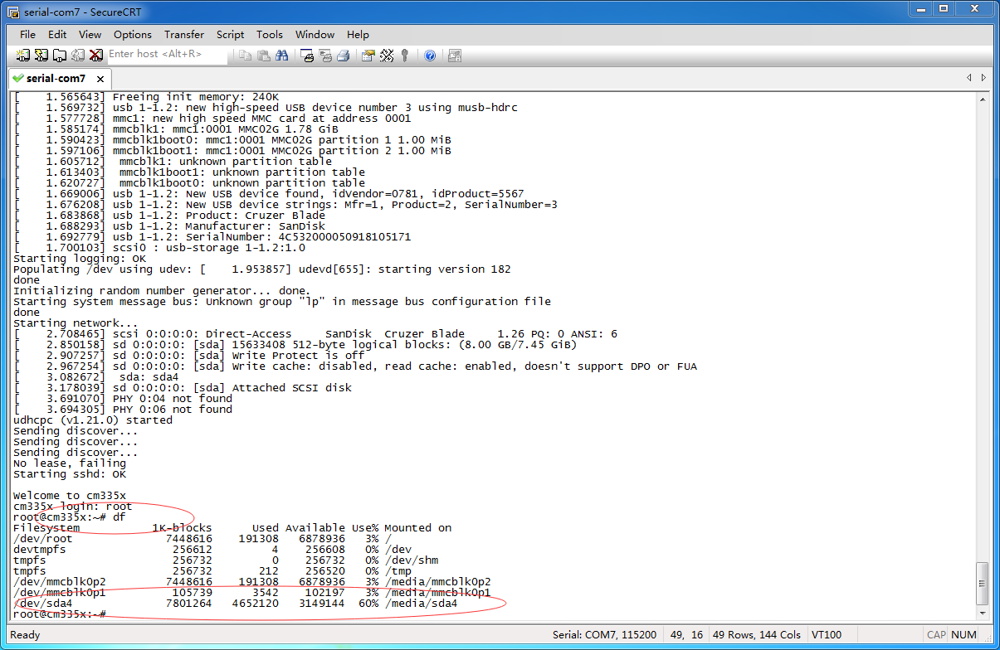 serial-com7 - SecureCRT
File Edit View Options Transfer Script Tools Window Help
Enter host <Alt+R>
serial-com7
[    1.565643] Freeing init memory: 240K
[    1.569732] usb 1-1.2: new high-speed USB device number 3 using musb-hdrc
[    1.577728] mmc1: new high speed MMC card at address 0001
[    1.585174] mmcblk1: mmc1:0001 MMC02G 1.78 GiB
[    1.590423] mmcblk1boot0: mmc1:0001 MMC02G partition 1 1.00 MiB
[    1.597106] mmcblk1boot1: mmc1:0001 MMC02G partition 2 1.00 MiB
[    1.605712]  mmcblk1: unknown partition table
[    1.613403]  mmcblk1boot1: unknown partition table
[    1.620727]  mmcblk1boot0: unknown partition table
[    1.669006] usb 1-1.2: New USB device found, idVendor=0781, idProduct=5567
[    1.676208] usb 1-1.2: New USB device strings: Mfr=1, Product=2, SerialNumber=3
[    1.683868] usb 1-1.2: Product: Cruzer Blade
[    1.688293] usb 1-1.2: Manufacturer: SanDisk
[    1.692779] usb 1-1.2: SerialNumber: 4C532000050918105171
[    1.700103] scsi0 : usb-storage 1-1.2:1.0
Starting logging: OK
Populating /dev using udev: [    1.953857] udevd[655]: starting version 182
done
Initializing random number generator... done.
Starting system message bus: Unknown group "lp" in message bus configuration file
done
Starting network...
[    2.708465] scsi 0:0:0:0: Direct-Access     SanDisk  Cruzer Blade     1.26 PQ: 0 ANSI: 6
[    2.850158] sd 0:0:0:0: [sda] 15633408 512-byte logical blocks: (8.00 GB/7.45 GiB)
[    2.907257] sd 0:0:0:0: [sda] Write Protect is off
[    2.967254] sd 0:0:0:0: [sda] Write cache: disabled, read cache: enabled, doesn't support DPO or FUA
[    3.082672]  sda: sda4
[    3.178039] sd 0:0:0:0: [sda] Attached SCSI disk
[    3.691070] PHY 0:04 not found
[    3.694305] PHY 0:06 not found
udhcpc (v1.21.0) started
Sending discover...
Sending discover...
Sending discover...
No lease, failing
Starting sshd: OK
Welcome to cm335x
cm335x login: root
root@cm335x:~# df
Filesystem           1K-blocks      Used Available Use% Mounted on
/dev/root              7448616    191308   6878936   3% /
devtmpfs                256612         4    256608   0% /dev
tmpfs                   256732         0    256732   0% /dev/shm
tmpfs                   256732       212    256520   0% /tmp
/dev/mmcblk0p2         7448616    191308   6878936   3% /media/mmcblk0p2
/dev/mmcblk0p1          105739      3542    102197   3% /media/mmcblk0p1
/dev/sda4              7801264   4652120   3149144  60% /media/sda4
root@cm335x:~#
Ready Serial: COM7, 115200 49, 16 49 Rows, 144 Cols VT100 CAP NUM